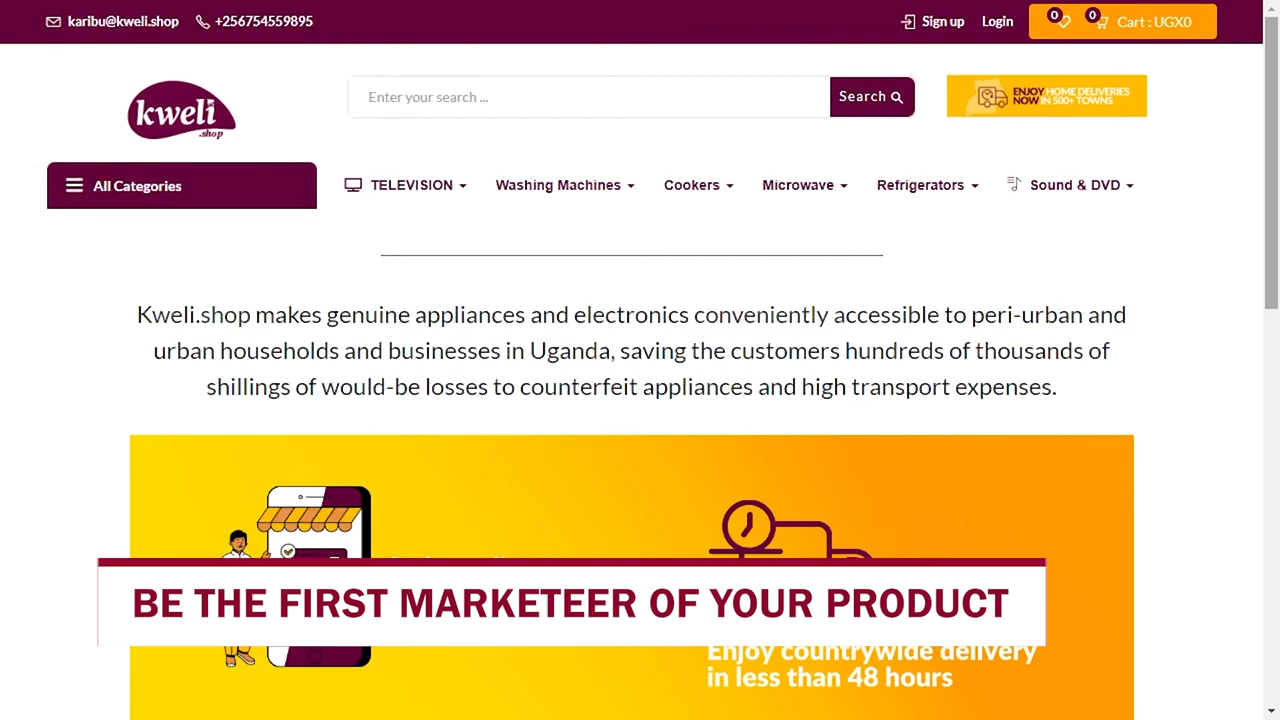 karibu@kweli.shop +256754559895 Sign up Login 0 0 Cart : UGX0
kweli
.shop
Enter your search ... Search
ENJOY HOME DELIVERIES
NOW IN 500+ TOWNS
All Categories TELEVISION Washing Machines Cookers Microwave Refrigerators Sound & DVD
Kweli.shop makes genuine appliances and electronics conveniently accessible to peri-urban and
urban households and businesses in Uganda, saving the customers hundreds of thousands of
shillings of would-be losses to counterfeit appliances and high transport expenses.
BE THE FIRST MARKETEER OF YOUR PRODUCT
Enjoy countrywide delivery
in less than 48 hours